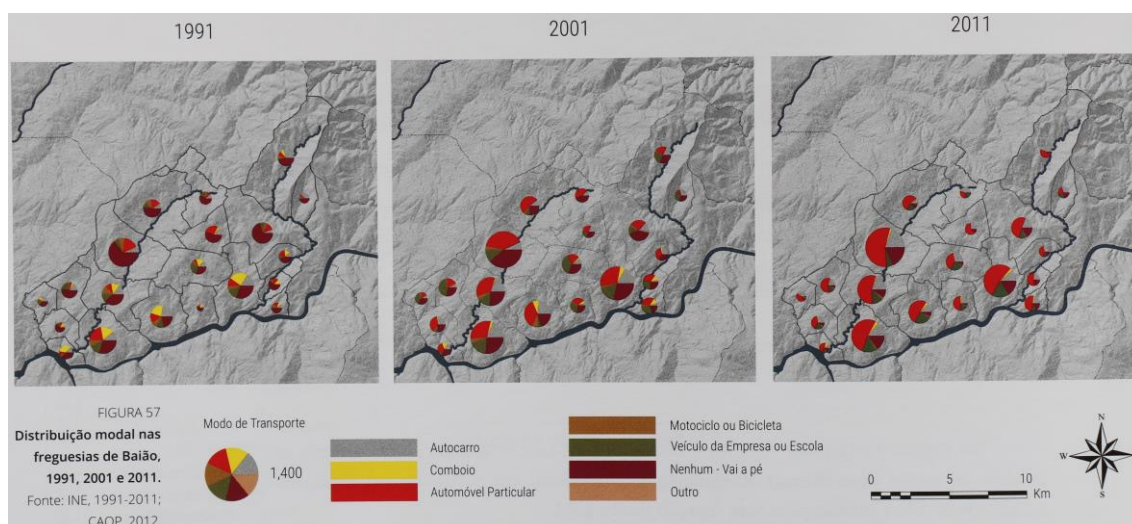 1991
2001
2011
FIGURA 57
Distribuição modal nas
freguesias de Baião,
1991, 2001 e 2011.
Fonte: INE, 1991-2011;
CAOP, 2012
Modo de Transporte
1,400
Autocarro
Comboio
Automóvel Particular
Motociclo ou Bicicleta
Veículo da Empresa ou Escola
Nenhum - Vai a pé
Outro
0 5 10
Km
N
W E
S